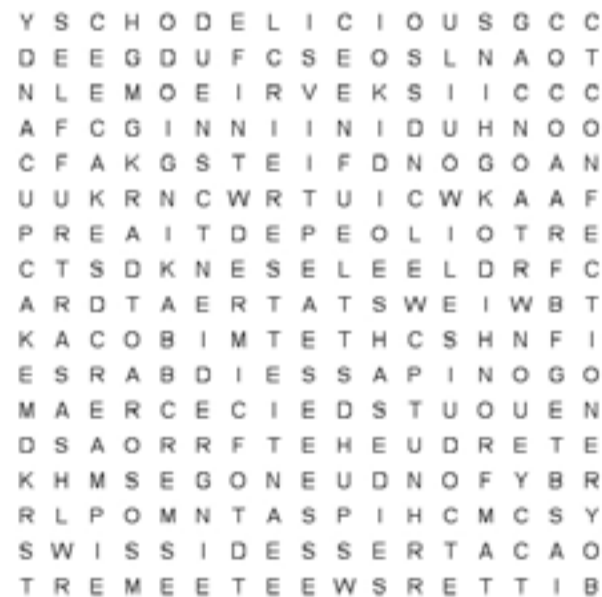 Y S C H O D E L I C I O U S G C C
D E E G D U F C S E O S L N A O T
N L E M O E I R V E K S I I C C C
A F C G I N N I I N I D U H N O O
C F A K G S T E I F D N O G O A N
U U K R N C W R T U I C W K A A F
P R E A I T D E P E O L I O T R E
C T S D K N E S E L E E L D R F C
A R D T A E R T A T S W E I W B T
K A C O B I M T E T H C S H N F I
E S R A B D I E S S A P I N O G O
M A E R C E C I E D S T U O U E N
D S A O R R F T E H E U D R E T E
K H M S E G O N E U D N O F Y B R
R L P O M N T A S P I H C M C S Y
S W I S S I D E S S E R T A C A O
T R E M E E T E E W S R E T T I B